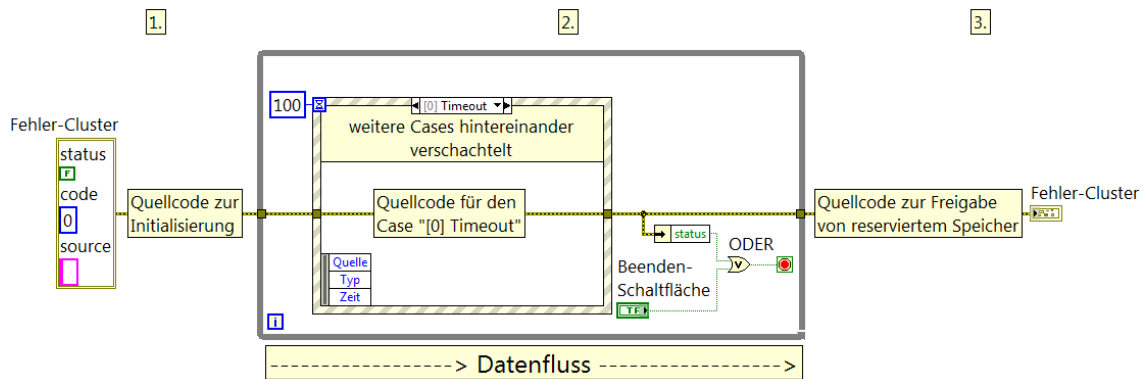 1.
2.
3.
100
[0] Timeout
weitere Cases hintereinander
verschachtelt
Fehler-Cluster
status
F
code
0
source
Quellcode zur
Initialisierung
Quellcode für den
Case "[0] Timeout"
Quelle
Typ
Zeit
status
ODER
V
Beenden-
Schaltfläche
TF
i
Quellcode zur Freigabe
von reserviertem Speicher
Fehler-Cluster
------------------> Datenfluss ------------------>